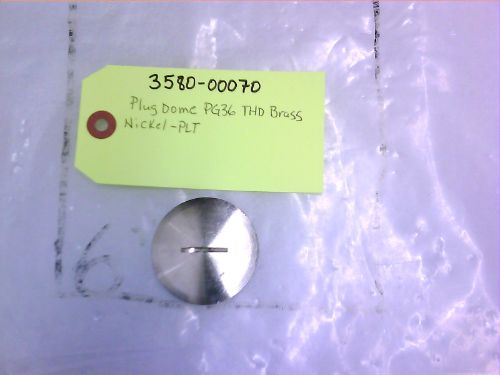 3580-00070
Plug Dome PG36 THD Brass
Nickel-PLT
6